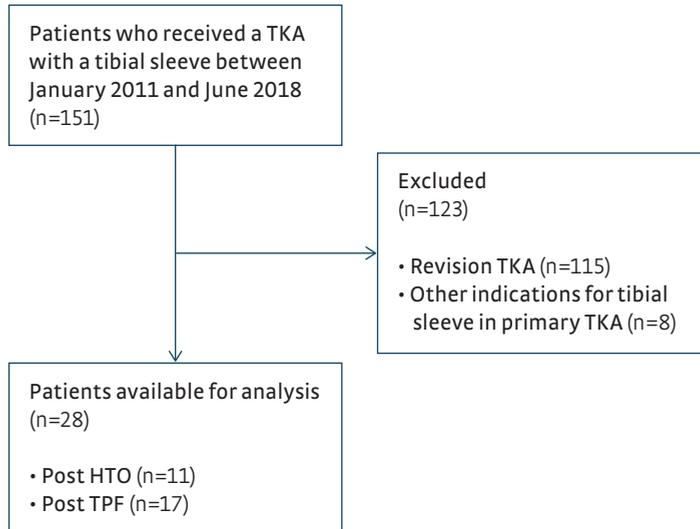 Patients who received a TKA
with a tibial sleeve between
January 2011 and June 2018
(n=151)
Excluded
(n=123)
• Revision TKA (n=115)
• Other indications for tibial
sleeve in primary TKA (n=8)
Patients available for analysis
(n=28)
• Post HTO (n=11)
• Post TPF (n=17)